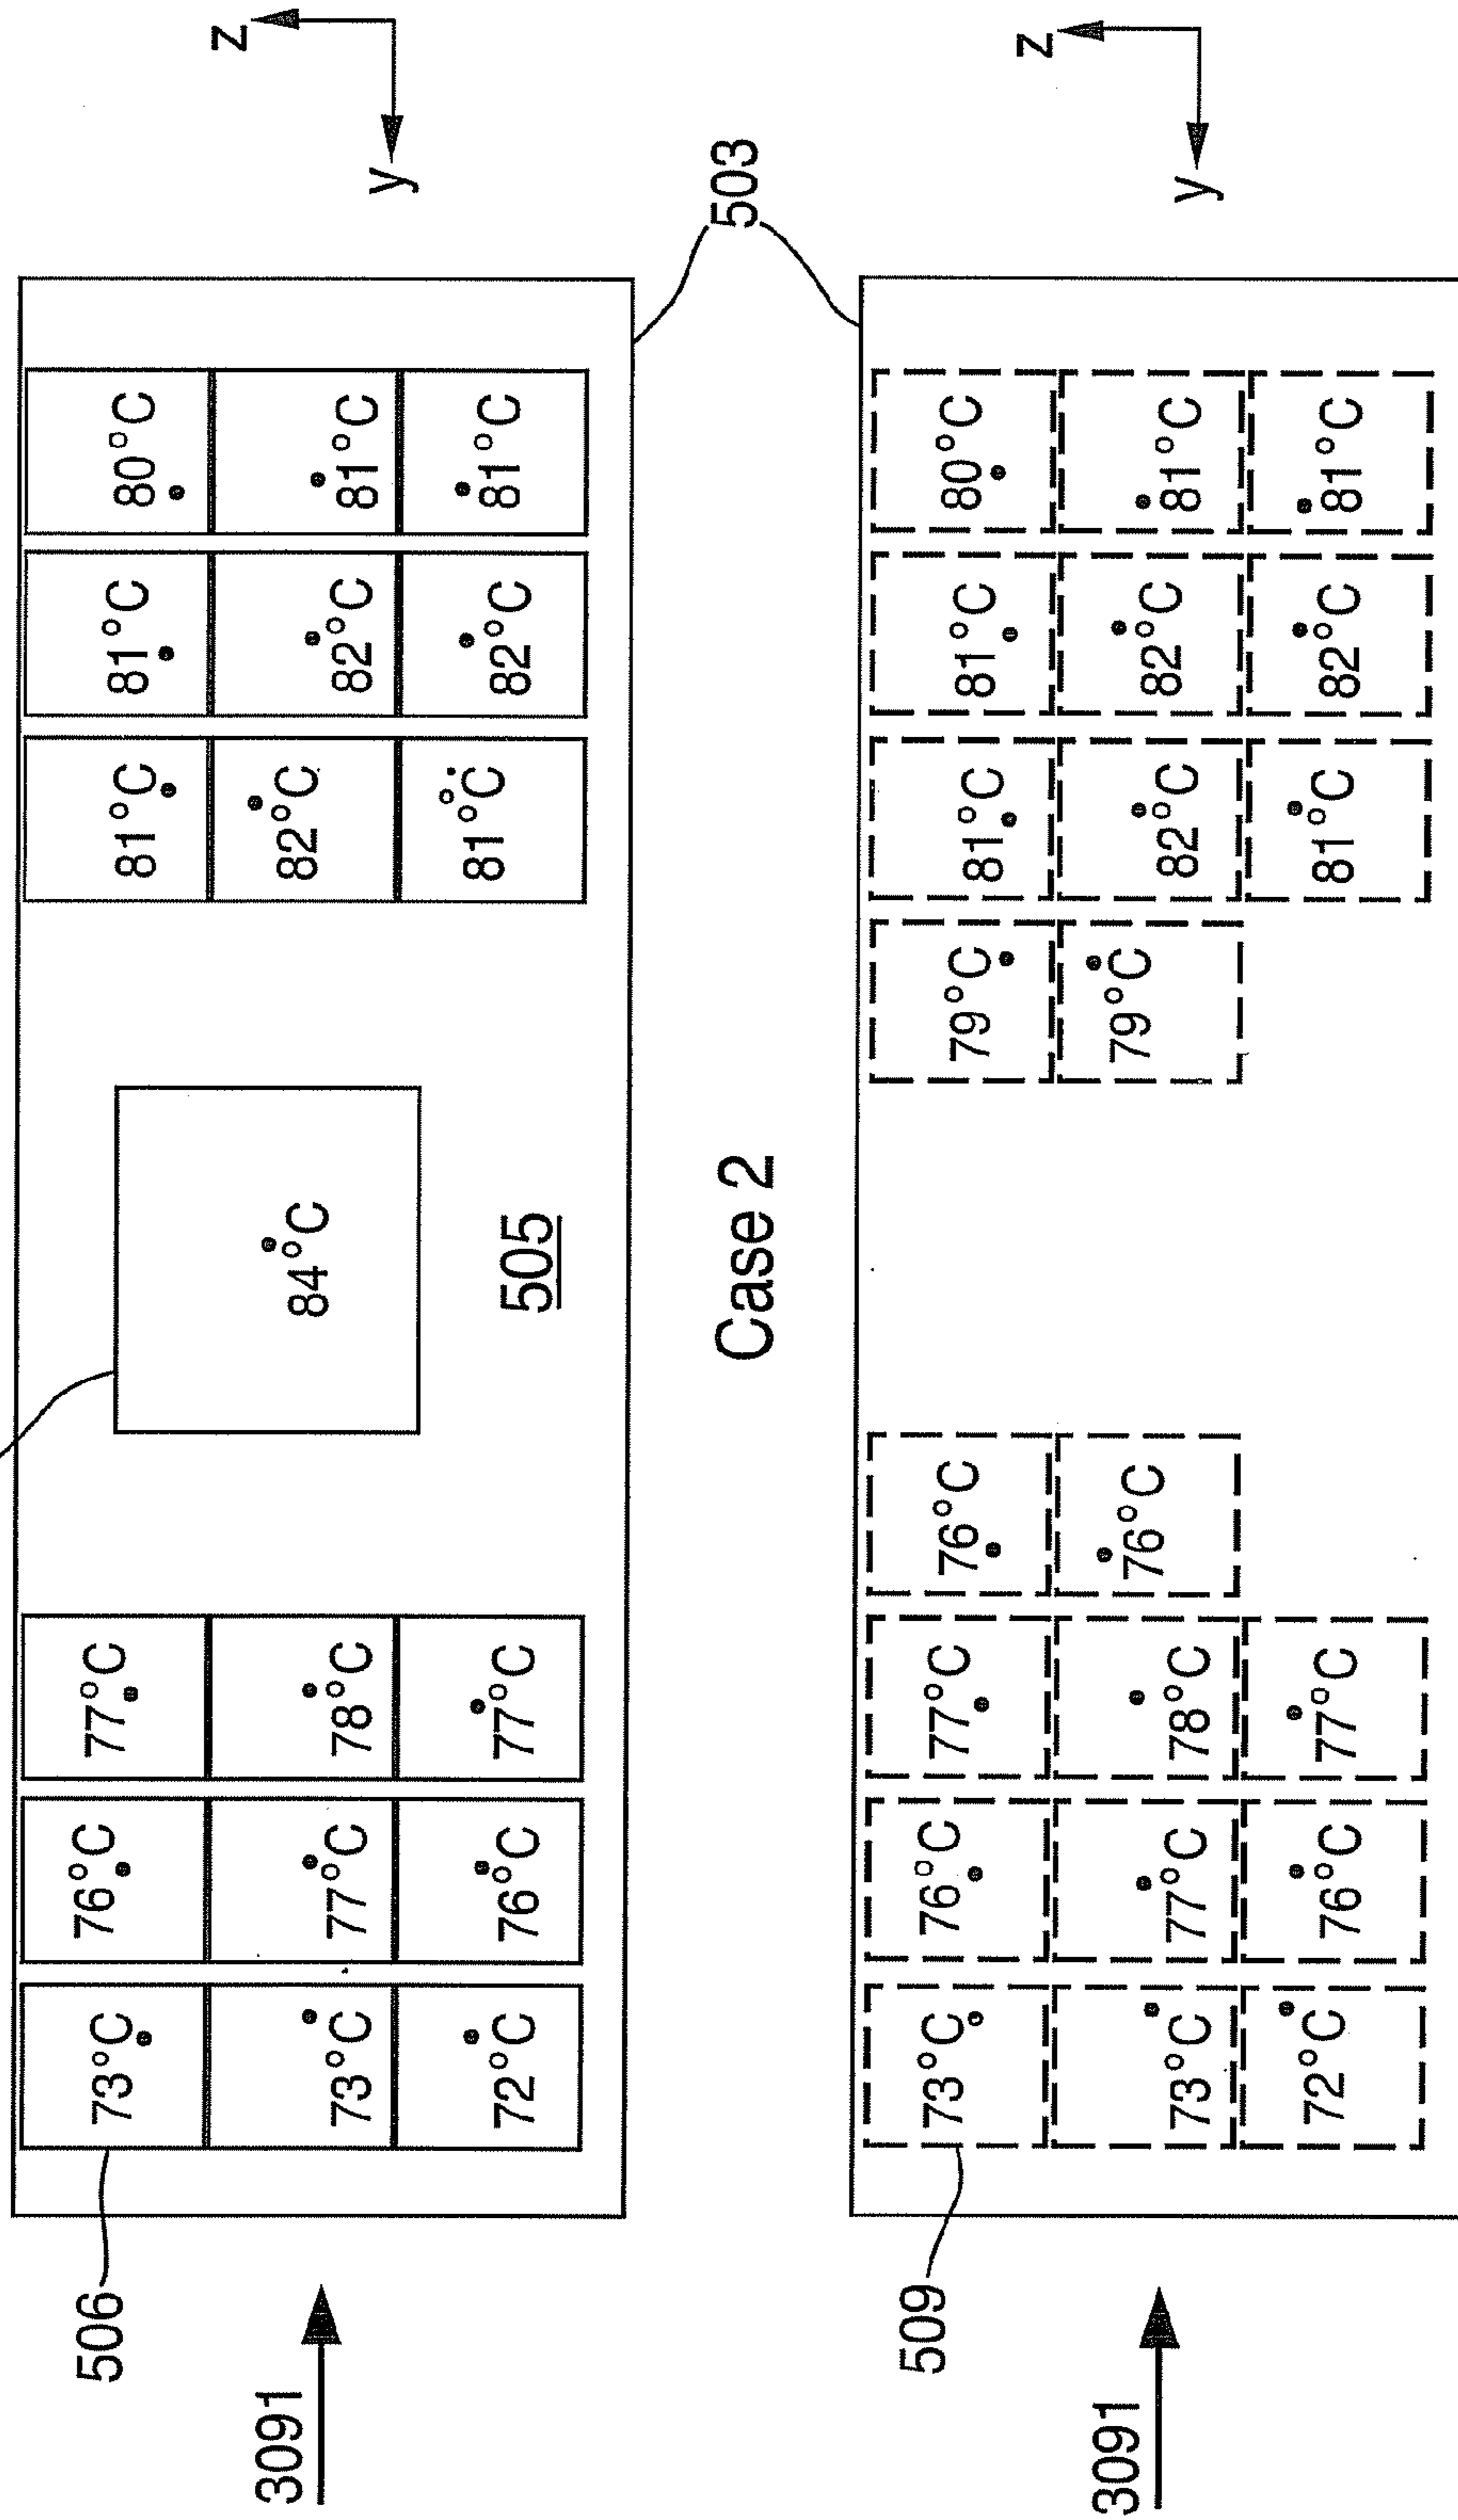 506 73°C 76°C 77°C 81°C 81°C 80°C
z
3091 73°C 77°C 78°C 84°C 82°C 82°C 81°C
y
72°C 76°C 77°C 505 81°C 82°C 81°C
Case 2 503
509 73°C 76°C 77°C 76°C 79°C 81°C 81°C 80°C
z
3091 73°C 77°C 78°C 76°C 79°C 82°C 82°C 81°C
y
72°C 76°C 77°C 81°C 82°C 81°C